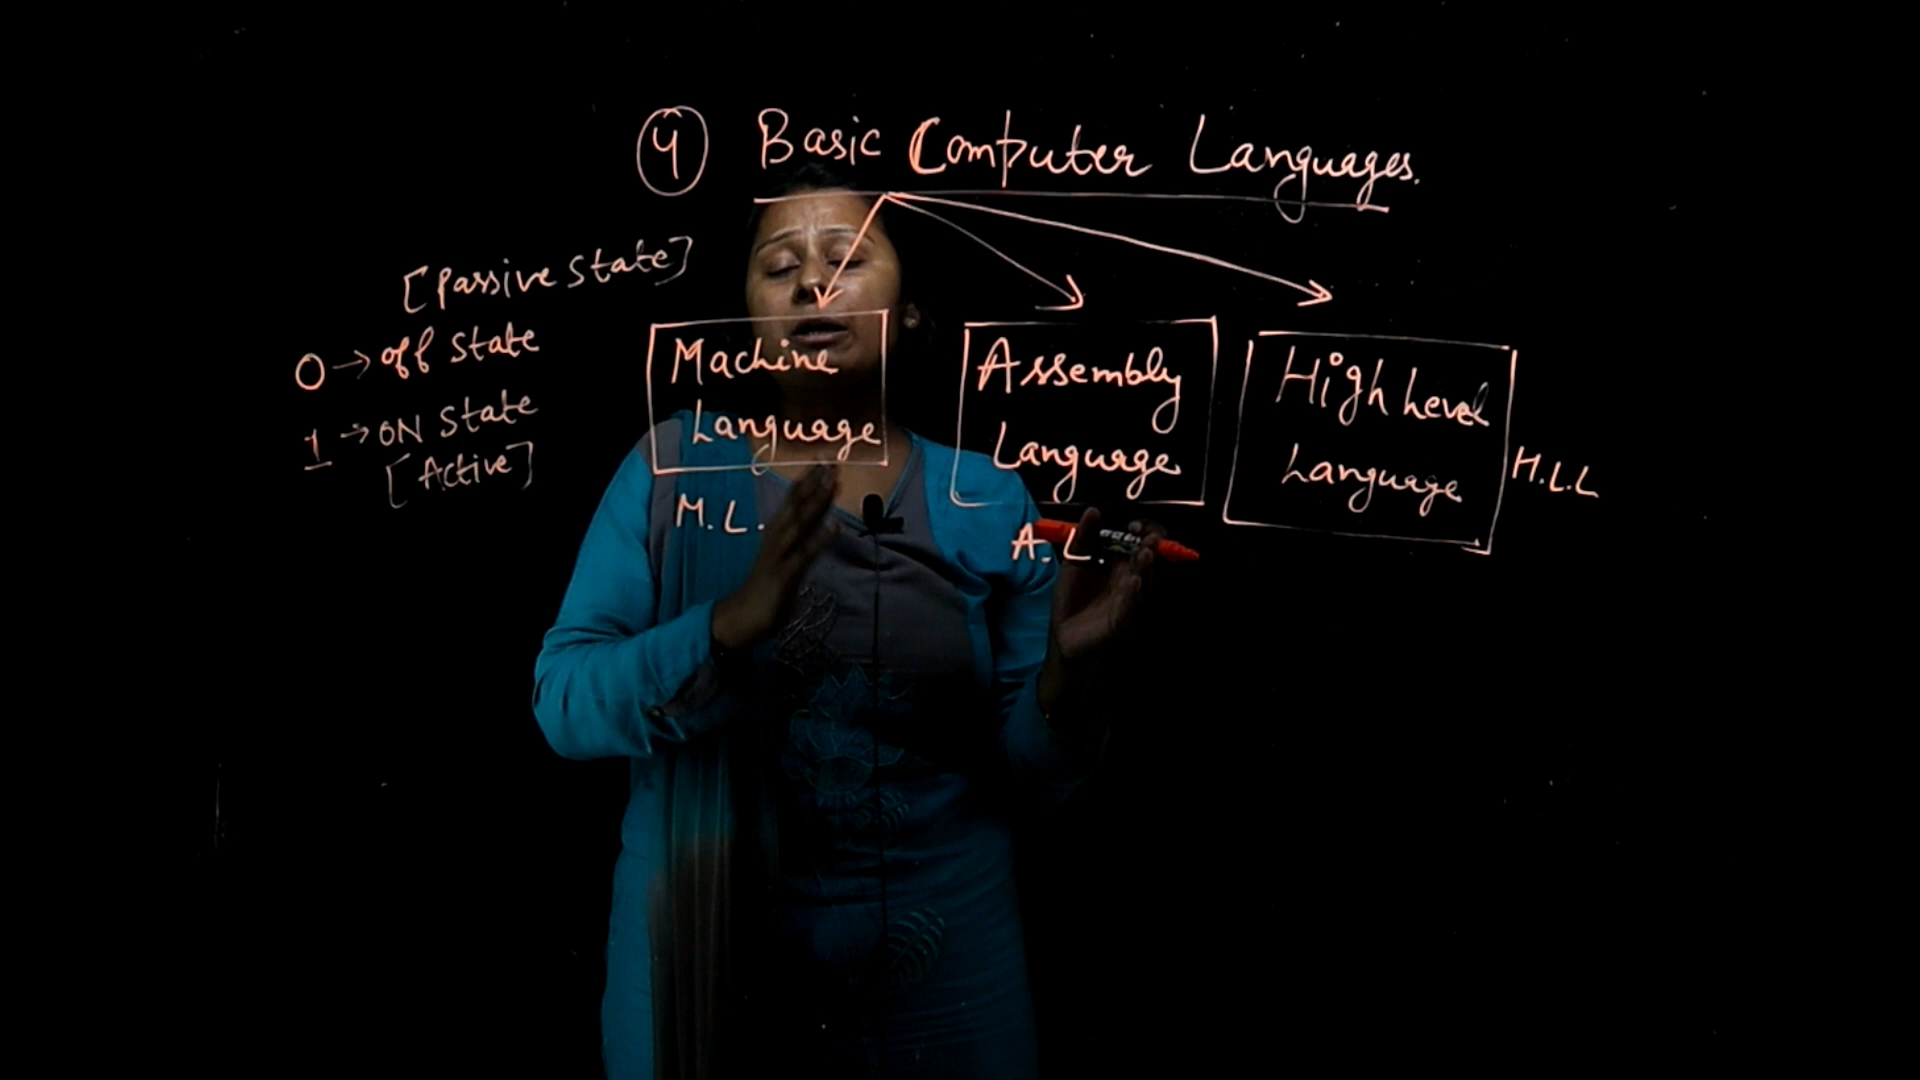 4 Basic Computer Languages.
[Passive State]
0 → off State
1 → ON State
[Active]
Machine
Language
M.L.
Assembly
Language
A.L.
High Level
Language
H.L.L